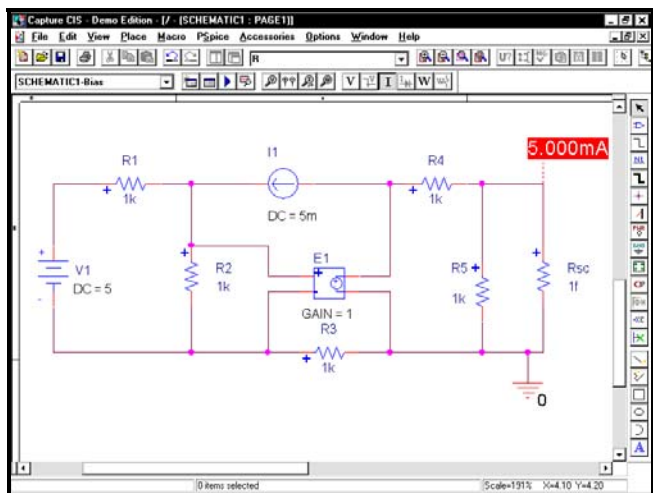 Capture CIS - Demo Edition - [/ - (SCHEMATIC1 : PAGE1)]
File Edit View Place Macro PSpice Accessories Options Window Help
R
U?
SCHEMATIC1-Bias
V I W
5.000mA
R1
1k
I1
DC = 5m
R4
1k
V1
DC = 5
R2
1k
E1
GAIN = 1
R5
1k
Rsc
1f
R3
1k
0
0 items selected
Scale=191% X=4.10 Y=4.20